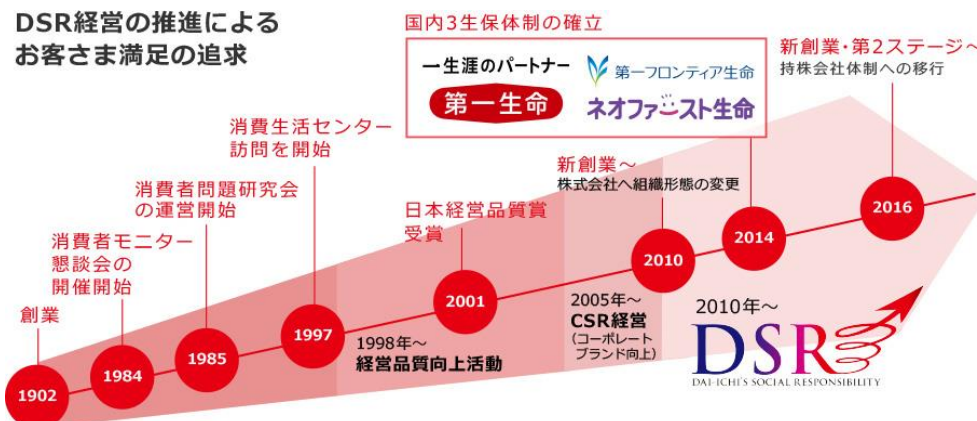 DSR経営の推進による
お客さま満足の追求
国内3生保体制の確立
一生涯のパートナー
第一生命
第一フロンティア生命
ネオファースト生命
新創業・第2ステージ～
持株会社体制への移行
消費生活センター
訪問を開始
消費者問題研究会
の運営開始
消費者モニター
懇談会の
開催開始
創業
日本経営品質賞
受賞
新創業～
株式会社へ組織形態の変更
1902
1984
1985
1997
2001
2010
2014
2016
1998年～
経営品質向上活動
2005年～
CSR経営
(コーポレート
ブランド向上)
2010年～
DSR
DAI-ICHI'S SOCIAL RESPONSIBILITY